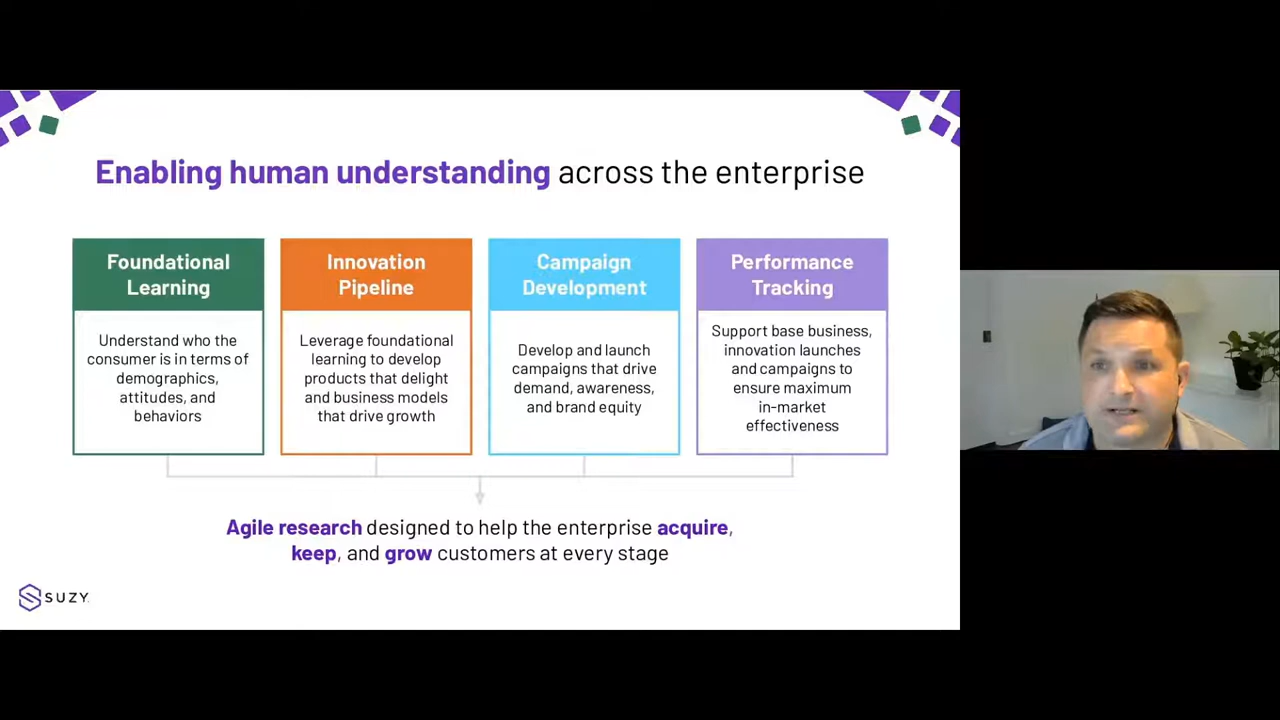 Enabling human understanding across the enterprise
Foundational
Learning
Understand who the
consumer is in terms of
demographics,
attitudes, and
behaviors
Innovation
Pipeline
Leverage foundational
learning to develop
products that delight
and business models
that drive growth
Campaign
Development
Develop and launch
campaigns that drive
demand, awareness,
and brand equity
Performance
Tracking
Support base business,
innovation launches
and campaigns to
ensure maximum
in-market
effectiveness
Agile research designed to help the enterprise acquire,
keep, and grow customers at every stage
SUZY